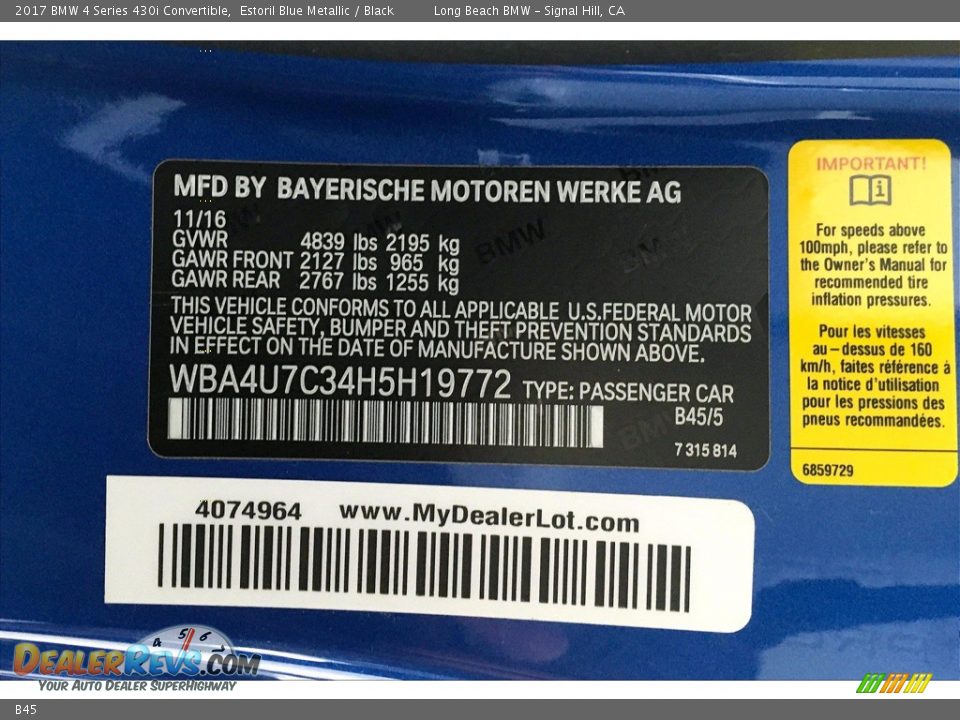 2017 BMW 4 Series 430i Convertible, Estoril Blue Metallic / Black Long Beach BMW - Signal Hill, CA
MFD BY BAYERISCHE MOTOREN WERKE AG
11/16
GVWR 4839 lbs 2195 kg
GAWR FRONT 2127 lbs 965 kg
GAWR REAR 2767 lbs 1255 kg
THIS VEHICLE CONFORMS TO ALL APPLICABLE U.S.FEDERAL MOTOR
VEHICLE SAFETY, BUMPER AND THEFT PREVENTION STANDARDS
IN EFFECT ON THE DATE OF MANUFACTURE SHOWN ABOVE.
WBA4U7C34H5H19772 TYPE: PASSENGER CAR
B45/5
7 315 814
IMPORTANT!
For speeds above
100mph, please refer to
the Owner's Manual for
recommended tire
inflation pressures.
Pour les vitesses
au-dessus de 160
km/h, faites référence à
la notice d'utilisation
pour les pressions des
pneus recommandées.
6859729
4074964 www.MyDealerLot.com
4 5 6 7
DealerRevs.com
Your Auto Dealer SuperHighway
B45